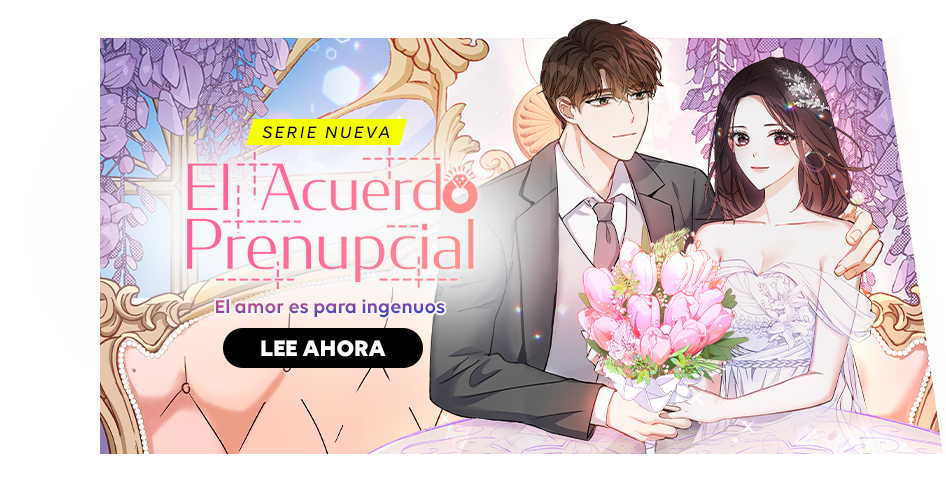 SERIE NUEVA
El Acuerdo
Prenupcial
El amor es para ingenuos
LEE AHORA